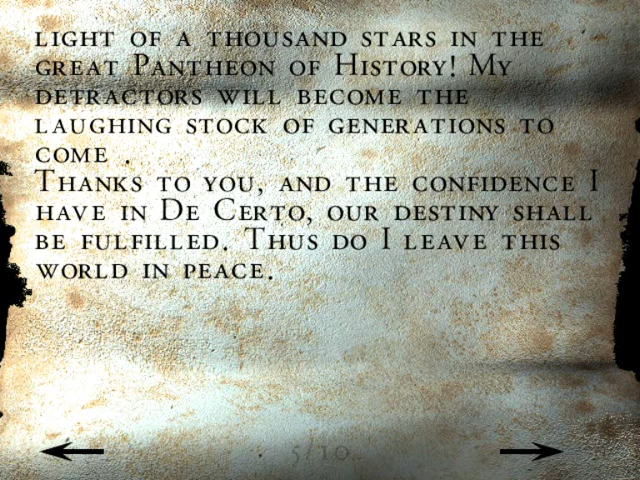 light of a thousand stars in the
great Pantheon of History! My
detractors will become the
laughing stock of generations to
come .
Thanks to you, and the confidence I
have in De Certo, our destiny shall
be fulfilled. Thus do I leave this
world in peace.
5/10